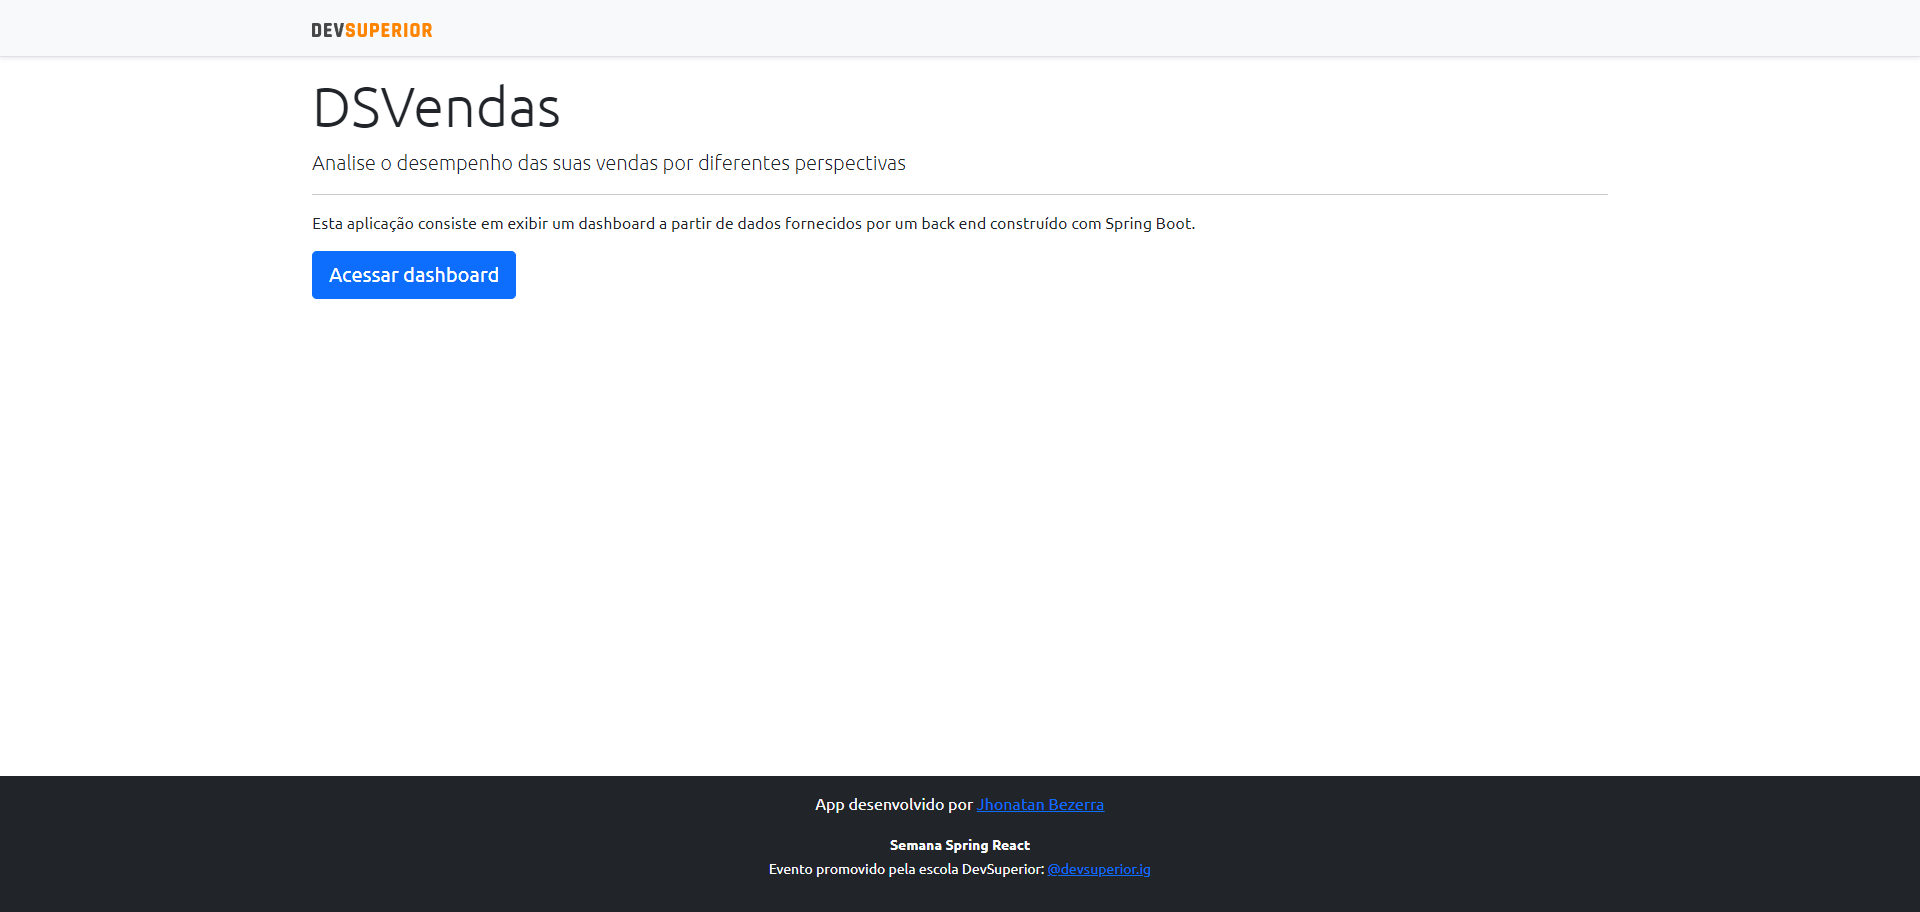 DEVSUPERIOR
DSVendas
Analise o desempenho das suas vendas por diferentes perspectivas
Esta aplicação consiste em exibir um dashboard a partir de dados fornecidos por um back end construído com Spring Boot.
Acessar dashboard
App desenvolvido por Jhonatan Bezerra
Semana Spring React
Evento promovido pela escola DevSuperior: @devsuperior.ig